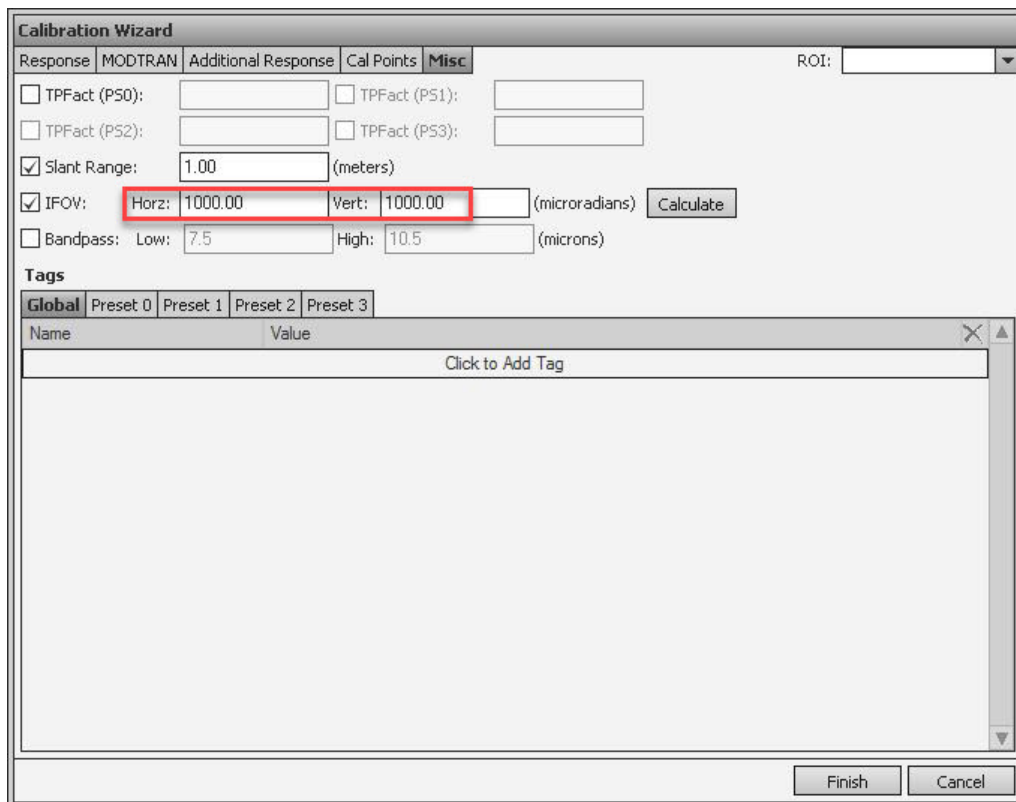 Calibration Wizard
Response MODTRAN Additional Response Cal Points Misc ROI:
TPFact (PS0): TPFact (PS1):
TPFact (PS2): TPFact (PS3):
Slant Range: 1.00 (meters)
IFOV: Horz: 1000.00 Vert: 1000.00 (microradians) Calculate
Bandpass: Low: 7.5 High: 10.5 (microns)
Tags
Global Preset 0 Preset 1 Preset 2 Preset 3
Name Value
Click to Add Tag
Finish Cancel